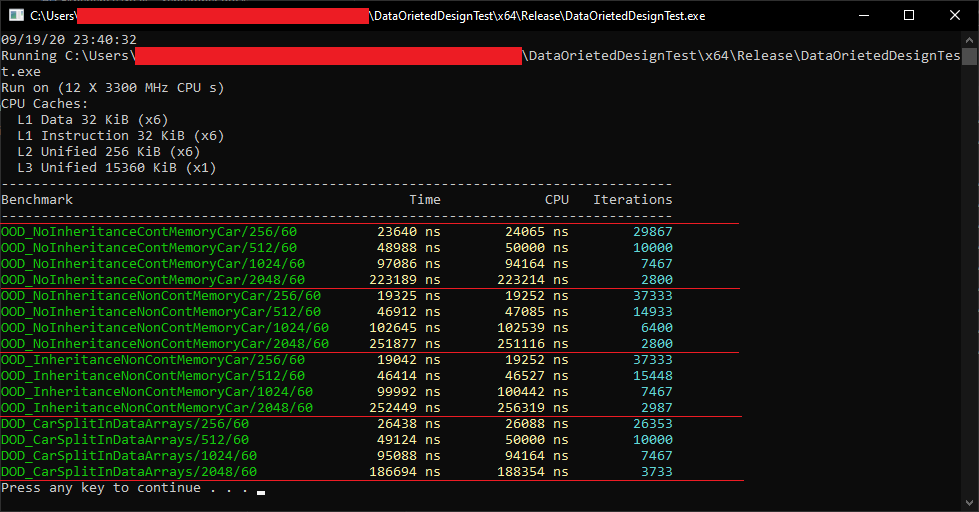 C:\Users\ \DataOrietedDesignTest\x64\Release\DataOrietedDesignTest.exe
09/19/20 23:40:32
Running C:\Users\ \DataOrietedDesignTest\x64\Release\DataOrietedDesignTes
t.exe
Run on (12 X 3300 MHz CPU s)
CPU Caches:
L1 Data 32 KiB (x6)
L1 Instruction 32 KiB (x6)
L2 Unified 256 KiB (x6)
L3 Unified 15360 KiB (x1)
------------------------------------------------------------------------------------
Benchmark Time CPU Iterations
------------------------------------------------------------------------------------
OOD_NoInheritanceContMemoryCar/256/60 23640 ns 24065 ns 29867
OOD_NoInheritanceContMemoryCar/512/60 48988 ns 50000 ns 10000
OOD_NoInheritanceContMemoryCar/1024/60 97086 ns 94164 ns 7467
OOD_NoInheritanceContMemoryCar/2048/60 223189 ns 223214 ns 2800
OOD_NoInheritanceNonContMemoryCar/256/60 19325 ns 19252 ns 37333
OOD_NoInheritanceNonContMemoryCar/512/60 46912 ns 47085 ns 14933
OOD_NoInheritanceNonContMemoryCar/1024/60 102645 ns 102539 ns 6400
OOD_NoInheritanceNonContMemoryCar/2048/60 251877 ns 251116 ns 2800
OOD_InheritanceNonContMemoryCar/256/60 19042 ns 19252 ns 37333
OOD_InheritanceNonContMemoryCar/512/60 46414 ns 46527 ns 15448
OOD_InheritanceNonContMemoryCar/1024/60 99992 ns 100442 ns 7467
OOD_InheritanceNonContMemoryCar/2048/60 252449 ns 256319 ns 2987
DOD_CarSplitInDataArrays/256/60 26438 ns 26088 ns 26353
DOD_CarSplitInDataArrays/512/60 49124 ns 50000 ns 10000
DOD_CarSplitInDataArrays/1024/60 95088 ns 94164 ns 7467
DOD_CarSplitInDataArrays/2048/60 186694 ns 188354 ns 3733
Press any key to continue . . .